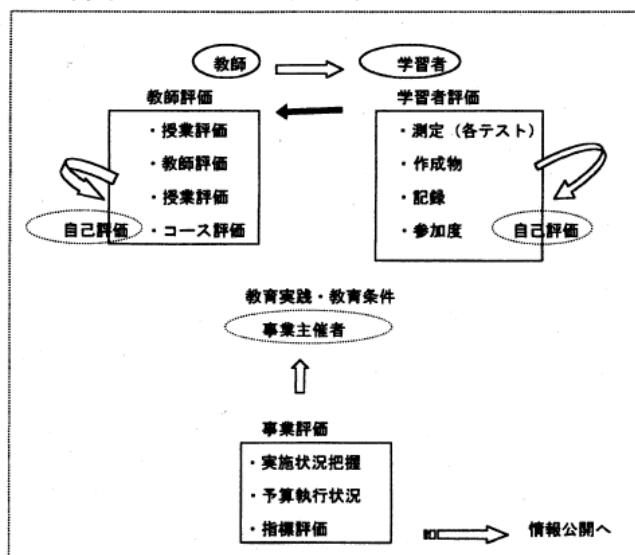 教師 学習者
教師評価 学習者評価
・授業評価
・教師評価
・授業評価
・コース評価
自己評価
・測定（各テスト）
・作成物
・記録
・参加度
自己評価
教育実践・教育条件
事業主催者
事業評価
・実施状況把握
・予算執行状況
・指標評価
情報公開へ